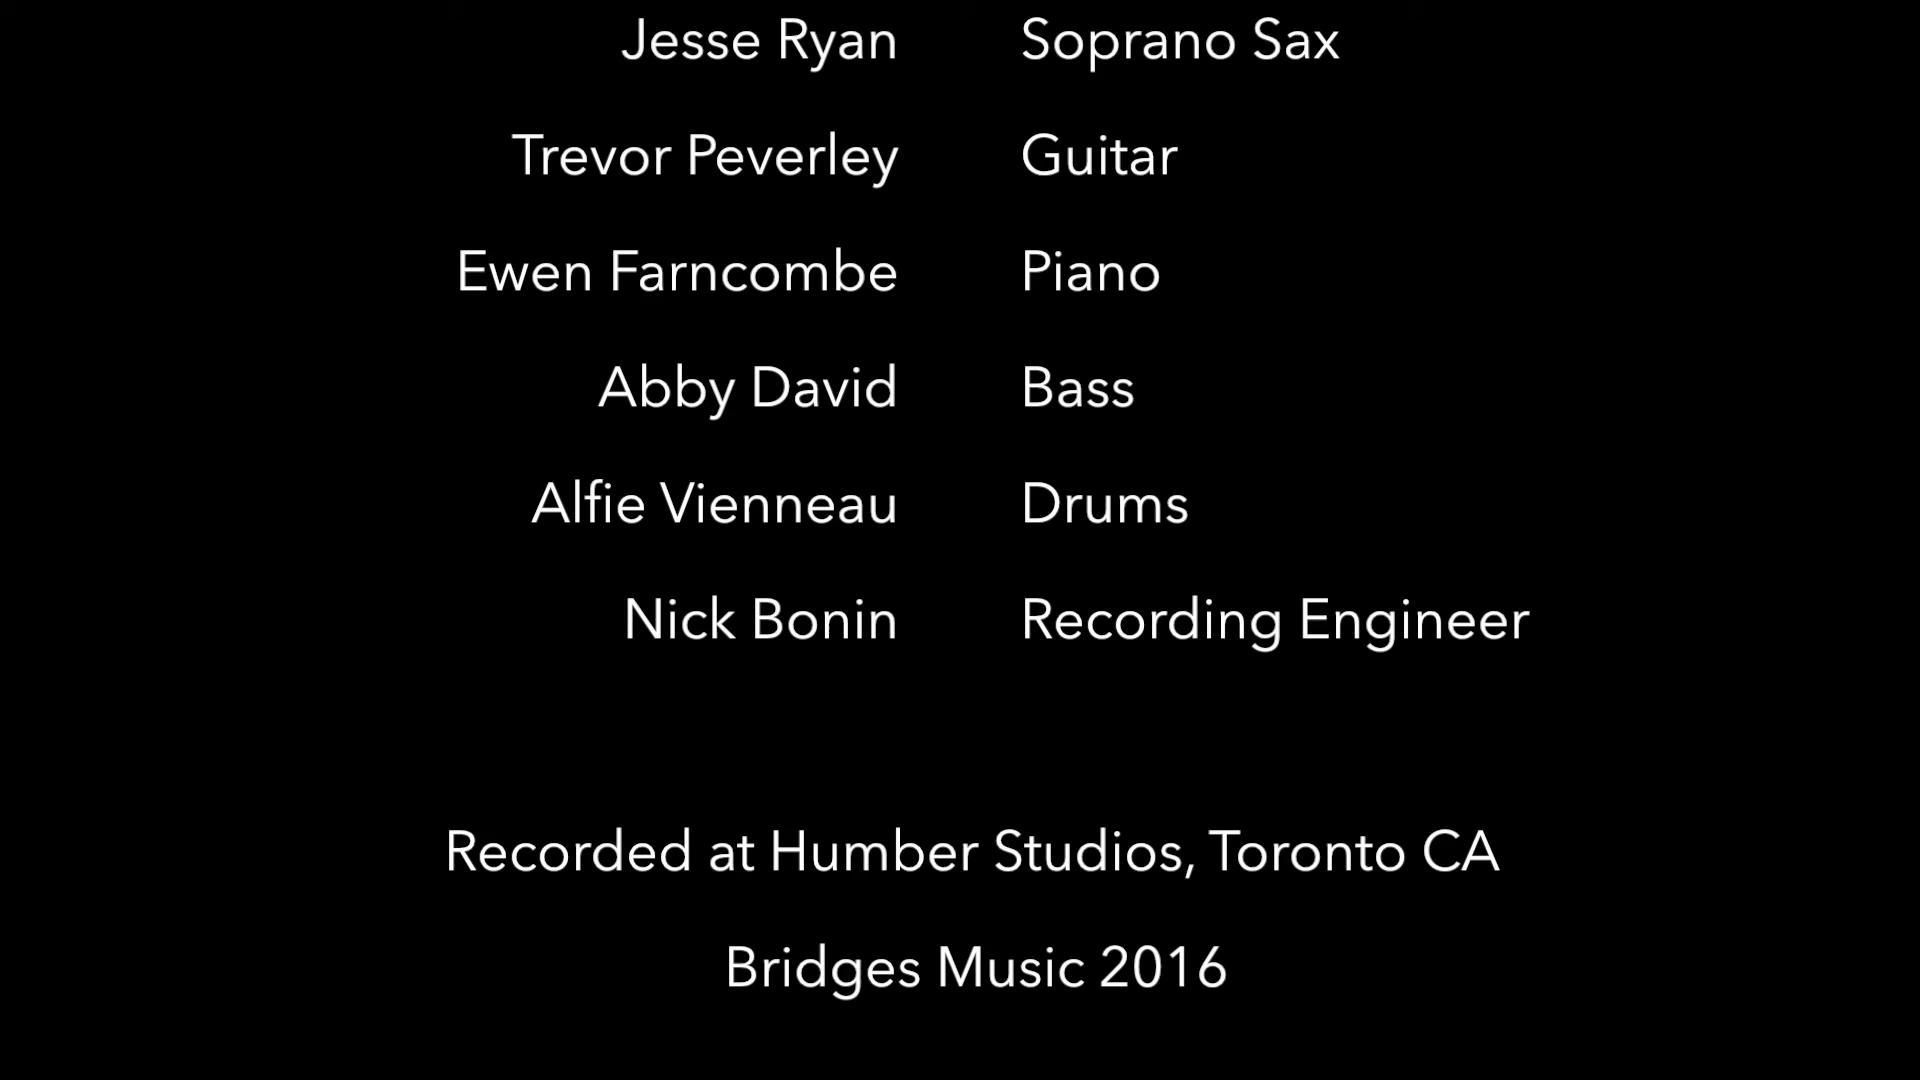 Jesse Ryan Soprano Sax
Trevor Peverley Guitar
Ewen Farncombe Piano
Abby David Bass
Alfie Vienneau Drums
Nick Bonin Recording Engineer
Recorded at Humber Studios, Toronto CA
Bridges Music 2016